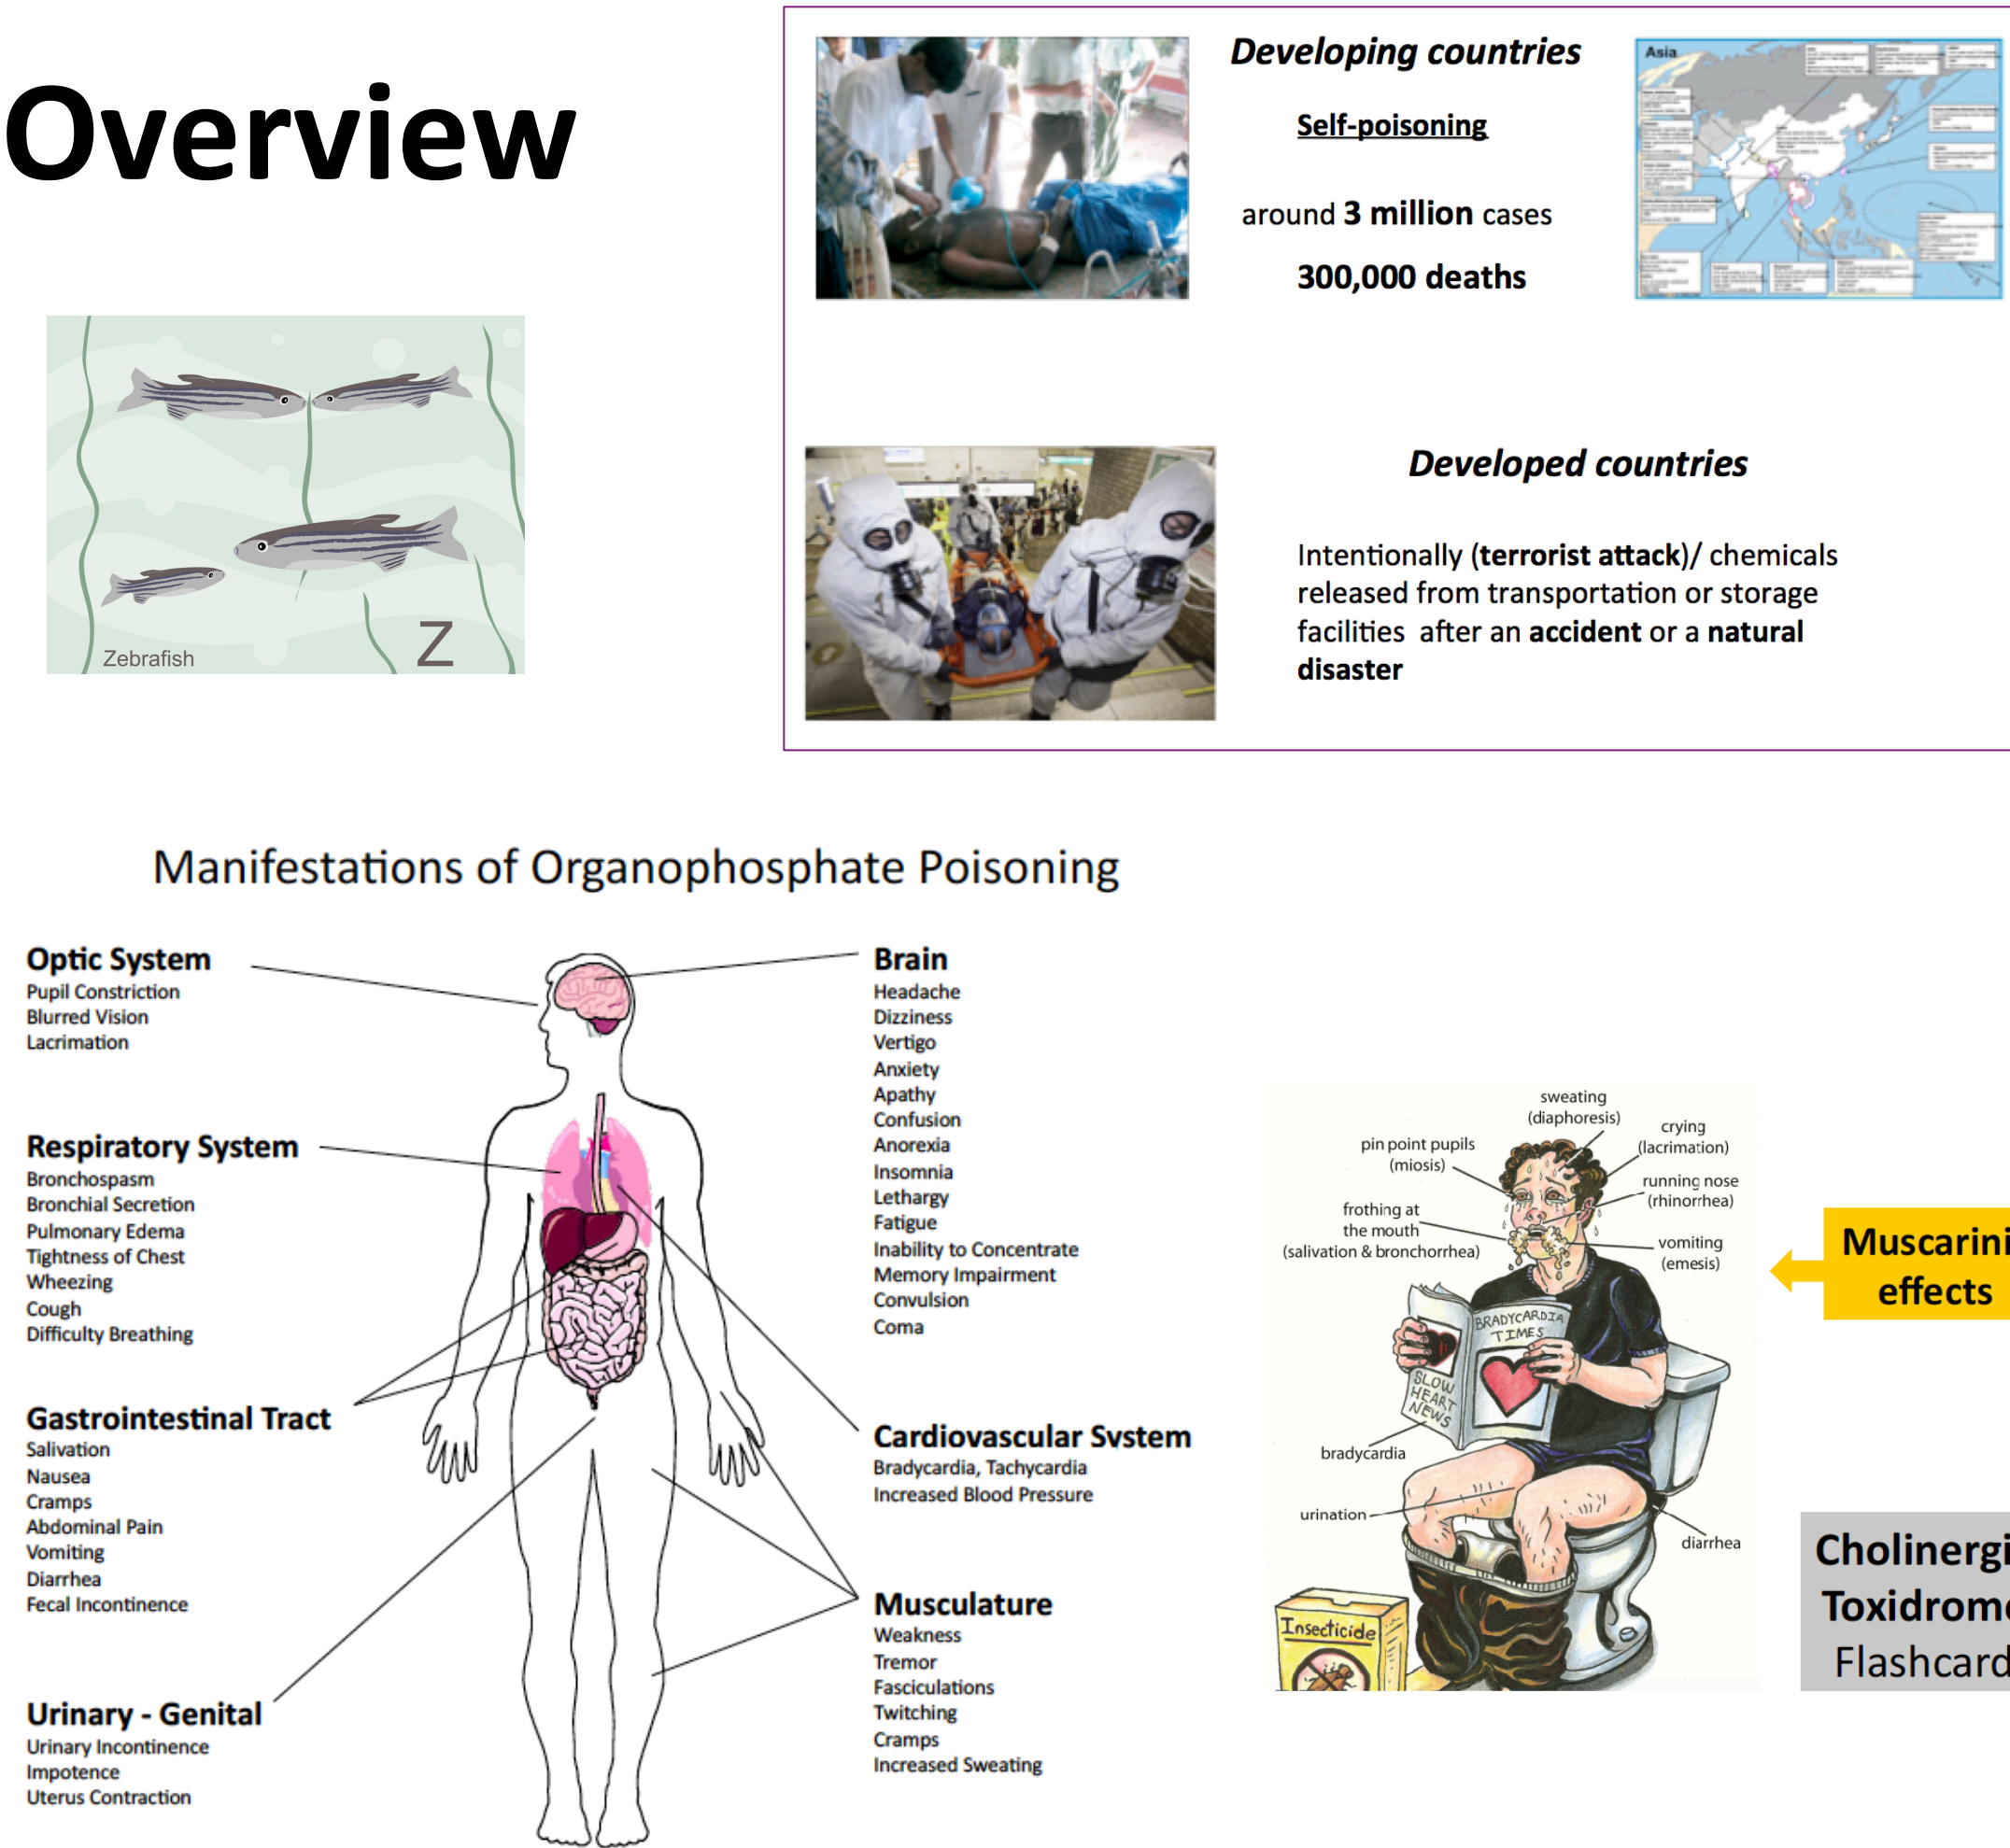 Overview
Zebrafish
Z
Developing countries
Self-poisoning
around 3 million cases
300,000 deaths
Asia
Developed countries
Intentionally (terrorist attack)/ chemicals
released from transportation or storage
facilities after an accident or a natural
disaster
Manifestations of Organophosphate Poisoning
Optic System
Pupil Constriction
Blurred Vision
Lacrimation
Respiratory System
Bronchospasm
Bronchial Secretion
Pulmonary Edema
Tightness of Chest
Wheezing
Cough
Difficulty Breathing
Gastrointestinal Tract
Salivation
Nausea
Cramps
Abdominal Pain
Vomiting
Diarrhea
Fecal Incontinence
Urinary - Genital
Urinary Incontinence
Impotence
Uterus Contraction
Brain
Headache
Dizziness
Vertigo
Anxiety
Apathy
Confusion
Anorexia
Insomnia
Lethargy
Fatigue
Inability to Concentrate
Memory Impairment
Convulsion
Coma
Cardiovascular System
Bradycardia, Tachycardia
Increased Blood Pressure
Musculature
Weakness
Tremor
Fasciculations
Twitching
Cramps
Increased Sweating
sweating
(diaphoresis)
crying
(lacrimation)
pin point pupils
(miosis)
running nose
(rhinorrhea)
frothing at
the mouth
(salivation & bronchorrhea)
vomiting
(emesis)
BRADYCARDIA
TIMES
SLOW
HEART
NEWS
bradycardia
urination
diarrhea
Insecticide
Muscarini
effects
Cholinergi
Toxidrome
Flashcard